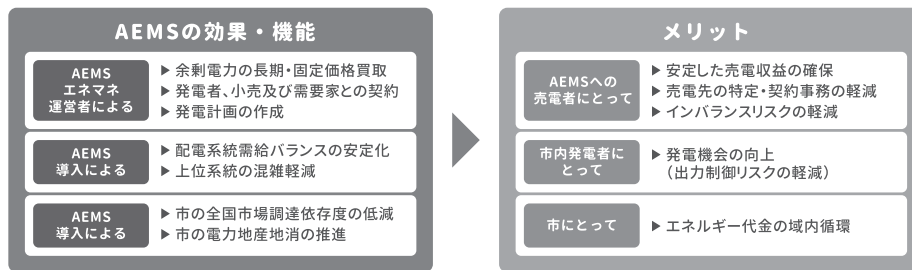 AEMSの効果・機能
AEMS
エネマネ
運営者による
▶ 余剰電力の長期・固定価格買取
▶ 発電者、小売及び需要家との契約
▶ 発電計画の作成
AEMS
導入による
▶ 配電系統需給バランスの安定化
▶ 上位系統の混雑軽減
AEMS
導入による
▶ 市の全国市場調達依存度の低減
▶ 市の電力地産地消の推進
メリット
AEMSへの
売電者にとって
▶ 安定した売電収益の確保
▶ 売電先の特定・契約事務の軽減
▶ インバランスリスクの軽減
市内発電者に
とって
▶ 発電機会の向上
（出力制御リスクの軽減）
市にとって
▶ エネルギー代金の域内循環